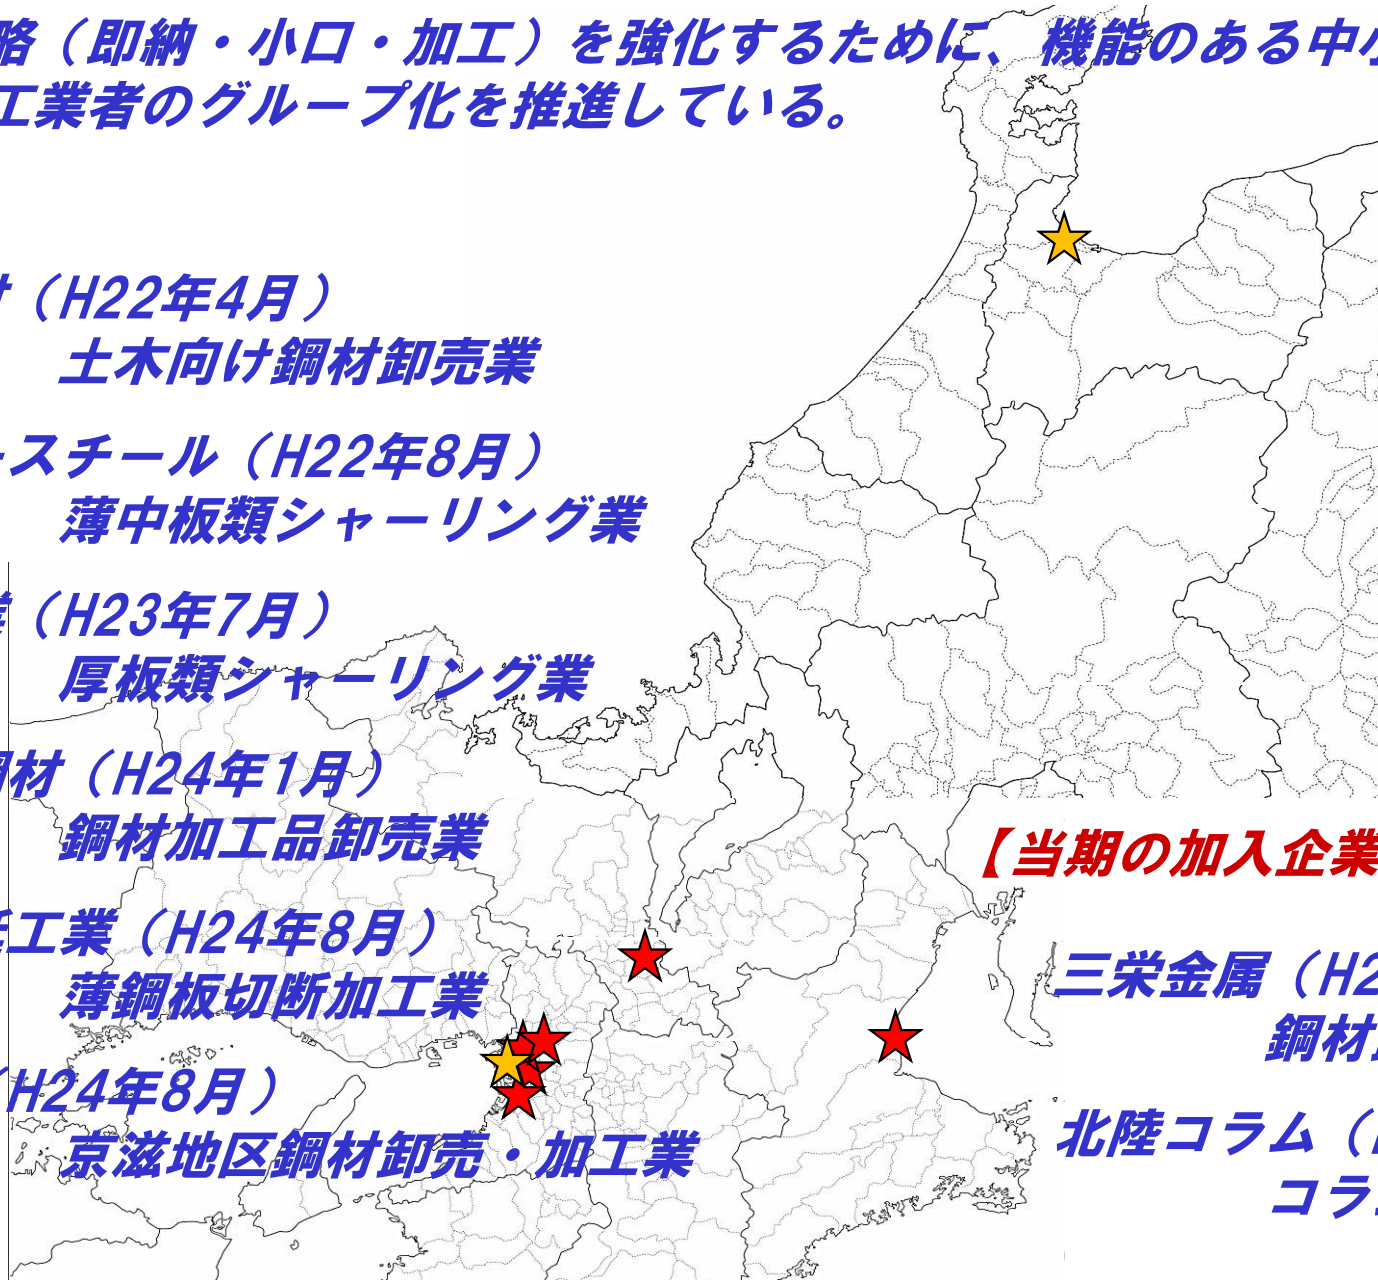 略（即納・小口・加工）を強化するために、機能のある中小
工業者のグループ化を推進している。
材（H22年4月）
土木向け鋼材卸売業
ースチール（H22年8月）
薄中板類シャーリング業
業（H23年7月）
厚板類シャーリング業
鋼材（H24年1月）
鋼材加工品卸売業
工業（H24年8月）
薄鋼板切断加工業
（H24年8月）
京滋地区鋼材卸売・加工業
【当期の加入企業
三栄金属（H2
鋼材
北陸コラム（
コラ